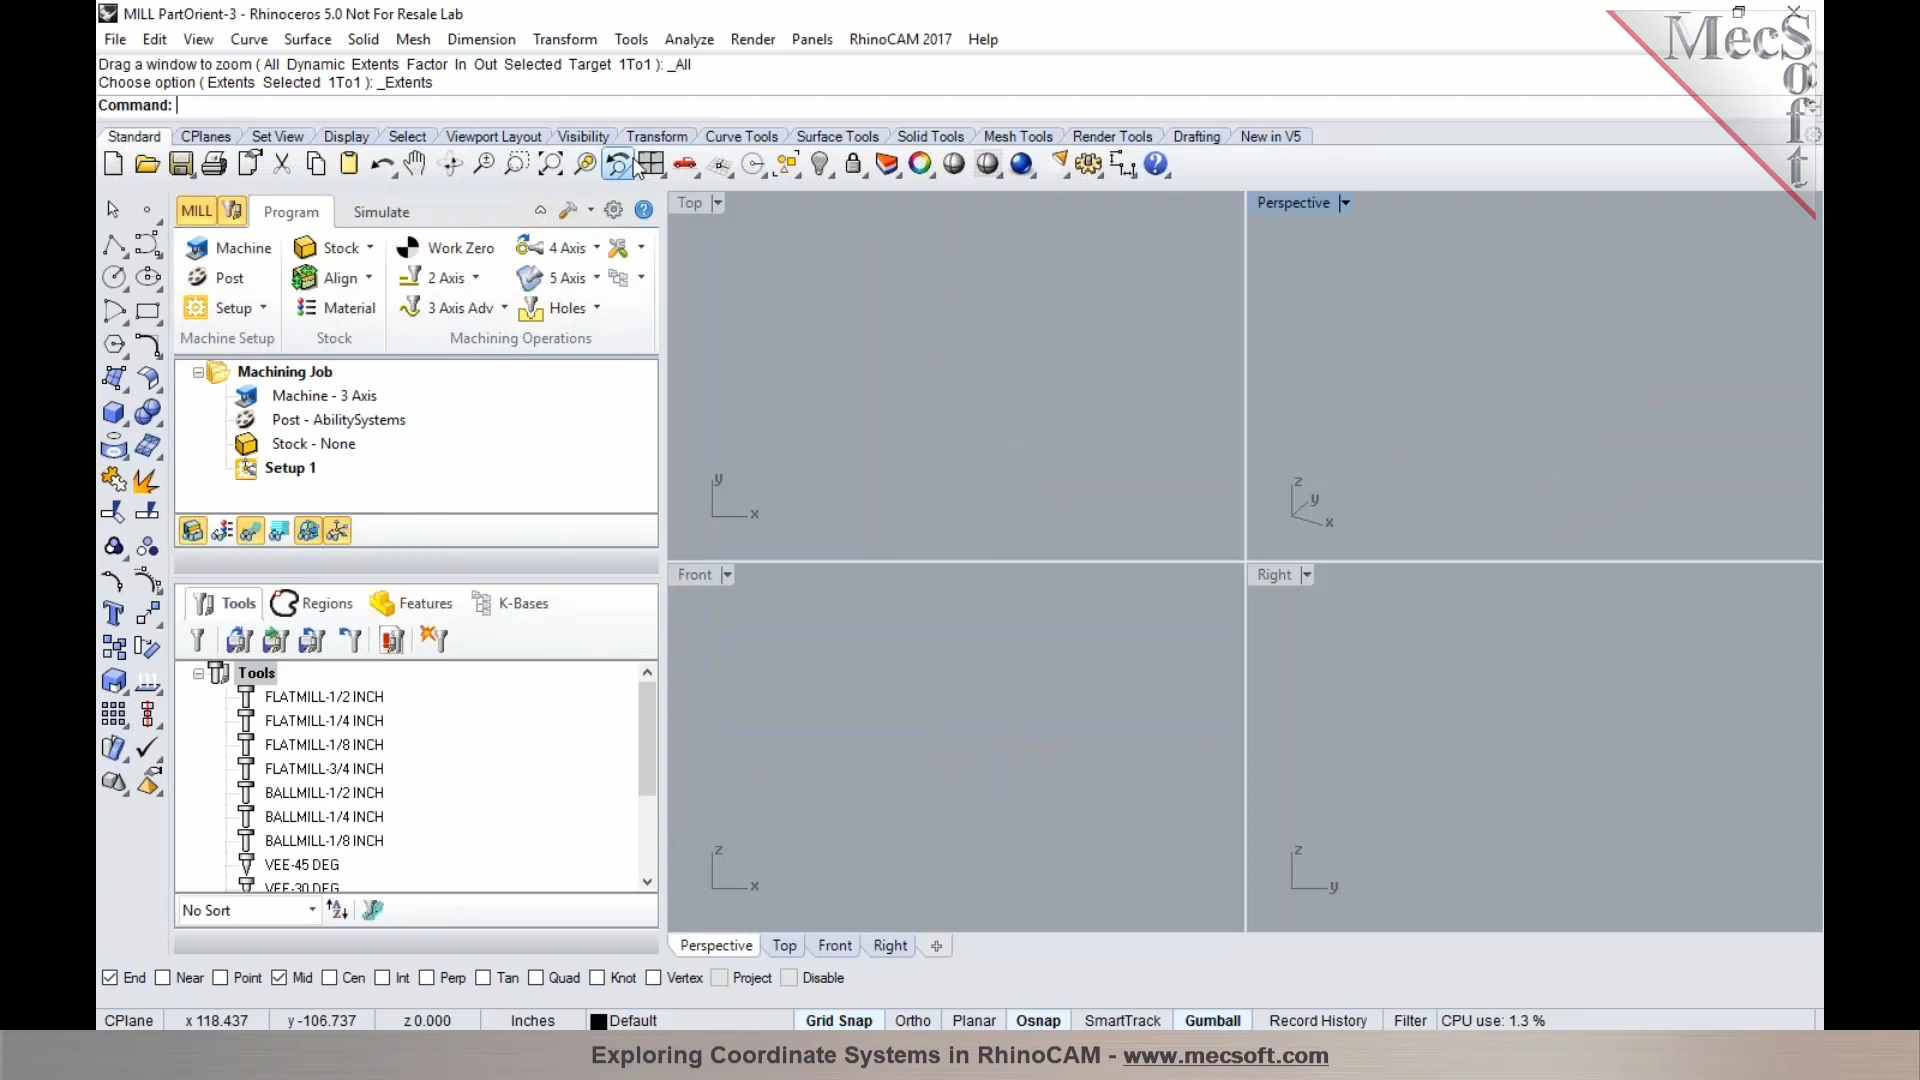 MILL PartOrient-3 - Rhinoceros 5.0 Not For Resale Lab
File Edit View Curve Surface Solid Mesh Dimension Transform Tools Analyze Render Panels RhinoCAM 2017 Help
MecSoft
Drag a window to zoom ( All Dynamic Extents Factor In Out Selected Target 1To1 ): _All
Choose option ( Extents Selected 1To1 ): _Extents
Command:
Standard CPlanes Set View Display Select Viewport Layout Visibility Transform Curve Tools Surface Tools Solid Tools Mesh Tools Render Tools Drafting New in V5
MILL Program Simulate
Machine Stock Work Zero 4 Axis
Post Align 2 Axis 5 Axis
Setup Material 3 Axis Adv Holes
Machine Setup Stock Machining Operations
Machining Job
Machine - 3 Axis
Post - AbilitySystems
Stock - None
Setup 1
Tools Regions Features K-Bases
Tools
FLATMILL-1/2 INCH
FLATMILL-1/4 INCH
FLATMILL-1/8 INCH
FLATMILL-3/4 INCH
BALLMILL-1/2 INCH
BALLMILL-1/4 INCH
BALLMILL-1/8 INCH
VEE-45 DEG
VEE-30 DEG
No Sort
Top
y
x
Perspective
z
y
x
Front
z
x
Right
z
y
Perspective Top Front Right
End Near Point Mid Cen Int Perp Tan Quad Knot Vertex Project Disable
CPlane x 118.437 y -106.737 z 0.000 Inches Default Grid Snap Ortho Planar Osnap SmartTrack Gumball Record History Filter CPU use: 1.3 %
Exploring Coordinate Systems in RhinoCAM - www.mecsoft.com